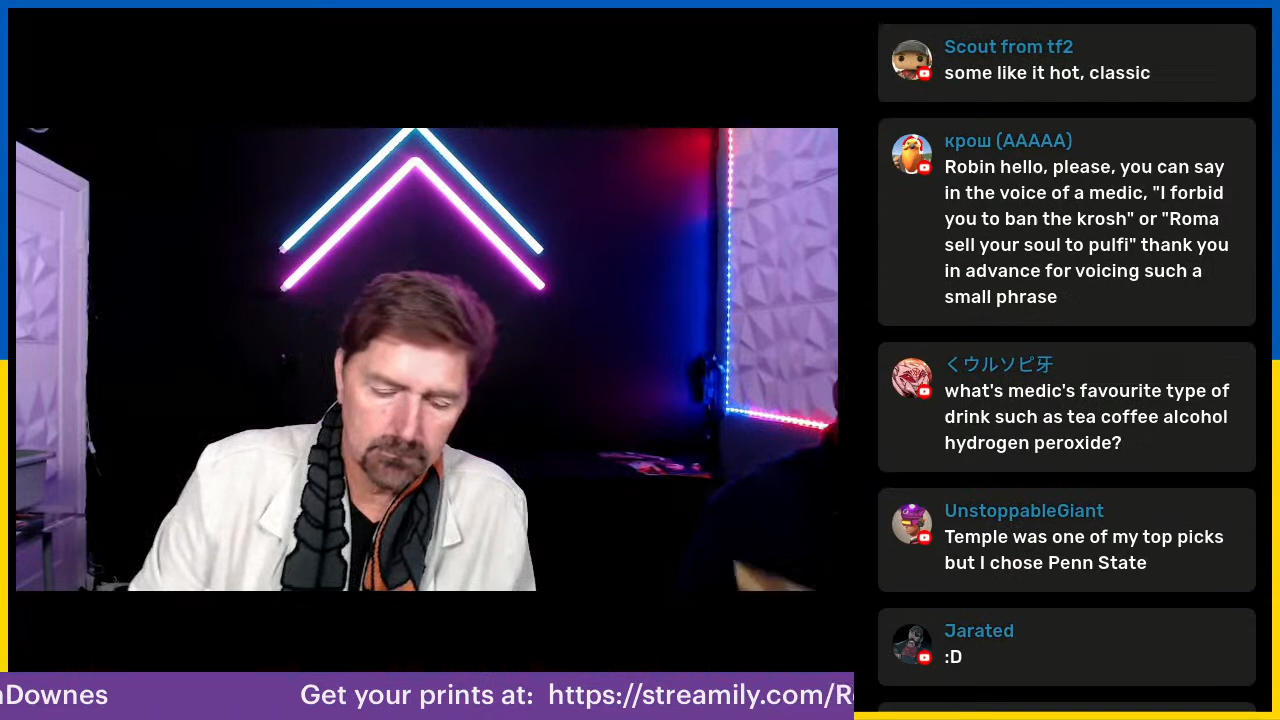 Scout from tf2
some like it hot, classic
крош (AAAAA)
Robin hello, please, you can say
in the voice of a medic, "I forbid
you to ban the krosh" or "Roma
sell your soul to pulfi" thank you
in advance for voicing such a
small phrase
くウルソピ牙
what's medic's favourite type of
drink such as tea coffee alcohol
hydrogen peroxide?
UnstoppableGiant
Temple was one of my top picks
but I chose Penn State
Jarated
:D
Downes Get your prints at: https://streamily.com/R